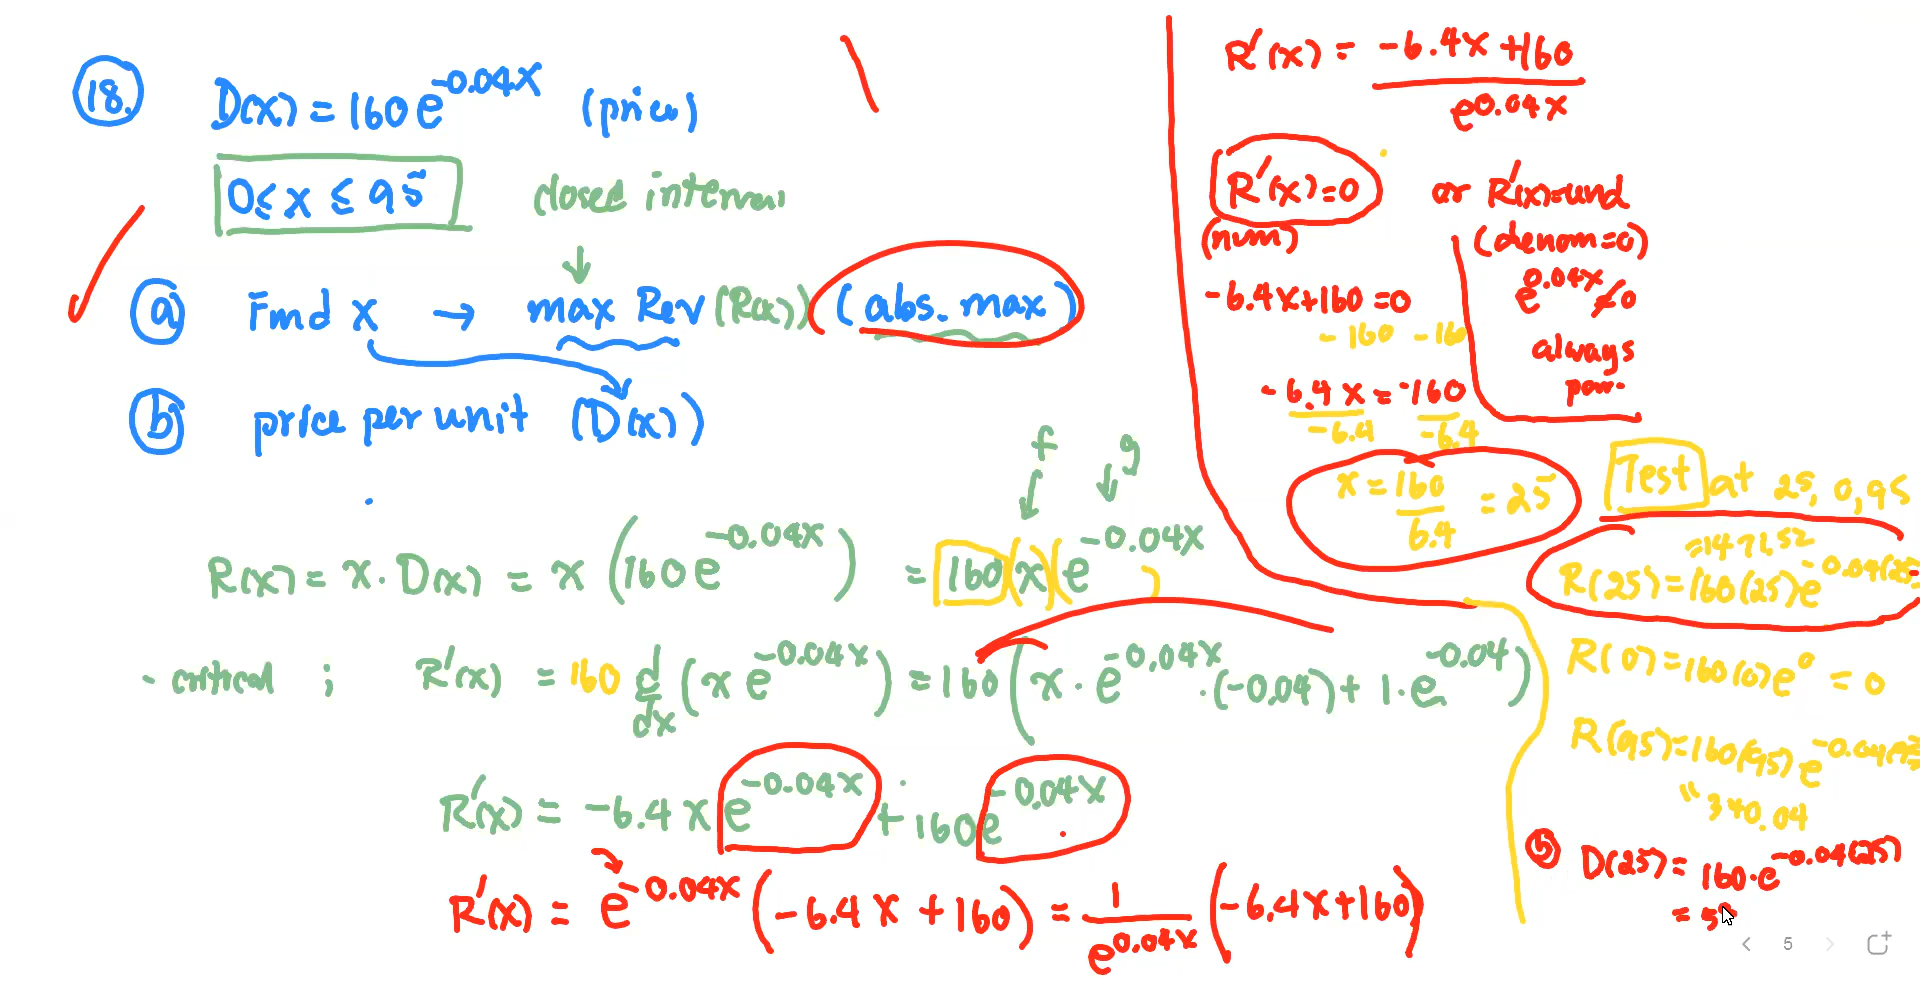 18. D(x) = 160 e^{-0.04x} (price)
0 ≤ x ≤ 95 closed interval
(a) Find x → max Rev (R(x)) (abs. max)
(b) price per unit (D(x))
f g
R(x) = x · D(x) = x (160 e^{-0.04x}) = 160 (x)(e^{-0.04x})
- critical ; R'(x) = 160 d/dx (x e^{-0.04x}) = 160 (x · e^{-0.04x} · (-0.04) + 1 · e^{-0.04})
R'(x) = -6.4 x e^{-0.04x} + 160 e^{-0.04x}
R'(x) = e^{-0.04x} (-6.4x + 160) = 1/e^{0.04x} (-6.4x + 160)
R'(x) = (-6.4x + 160)/e^{0.04x}
R'(x) = 0 or R'(x) = und
(num) (denom = 0)
-6.4x + 160 = 0 e^{0.04x} ≠ 0
-160 -160 always
-6.4x = -160 pos.
-6.4 -6.4
x = 160/6.4 = 25
Test at 25, 0, 95
= 1471.52
R(25) = 160(25) e^{-0.04(25
R(0) = 160(0) e^0 = 0
R(95) = 160(95) e^{-0.04(95
" 340.04
(b) D(25) = 160 · e^{-0.04(25)}
= 5
5